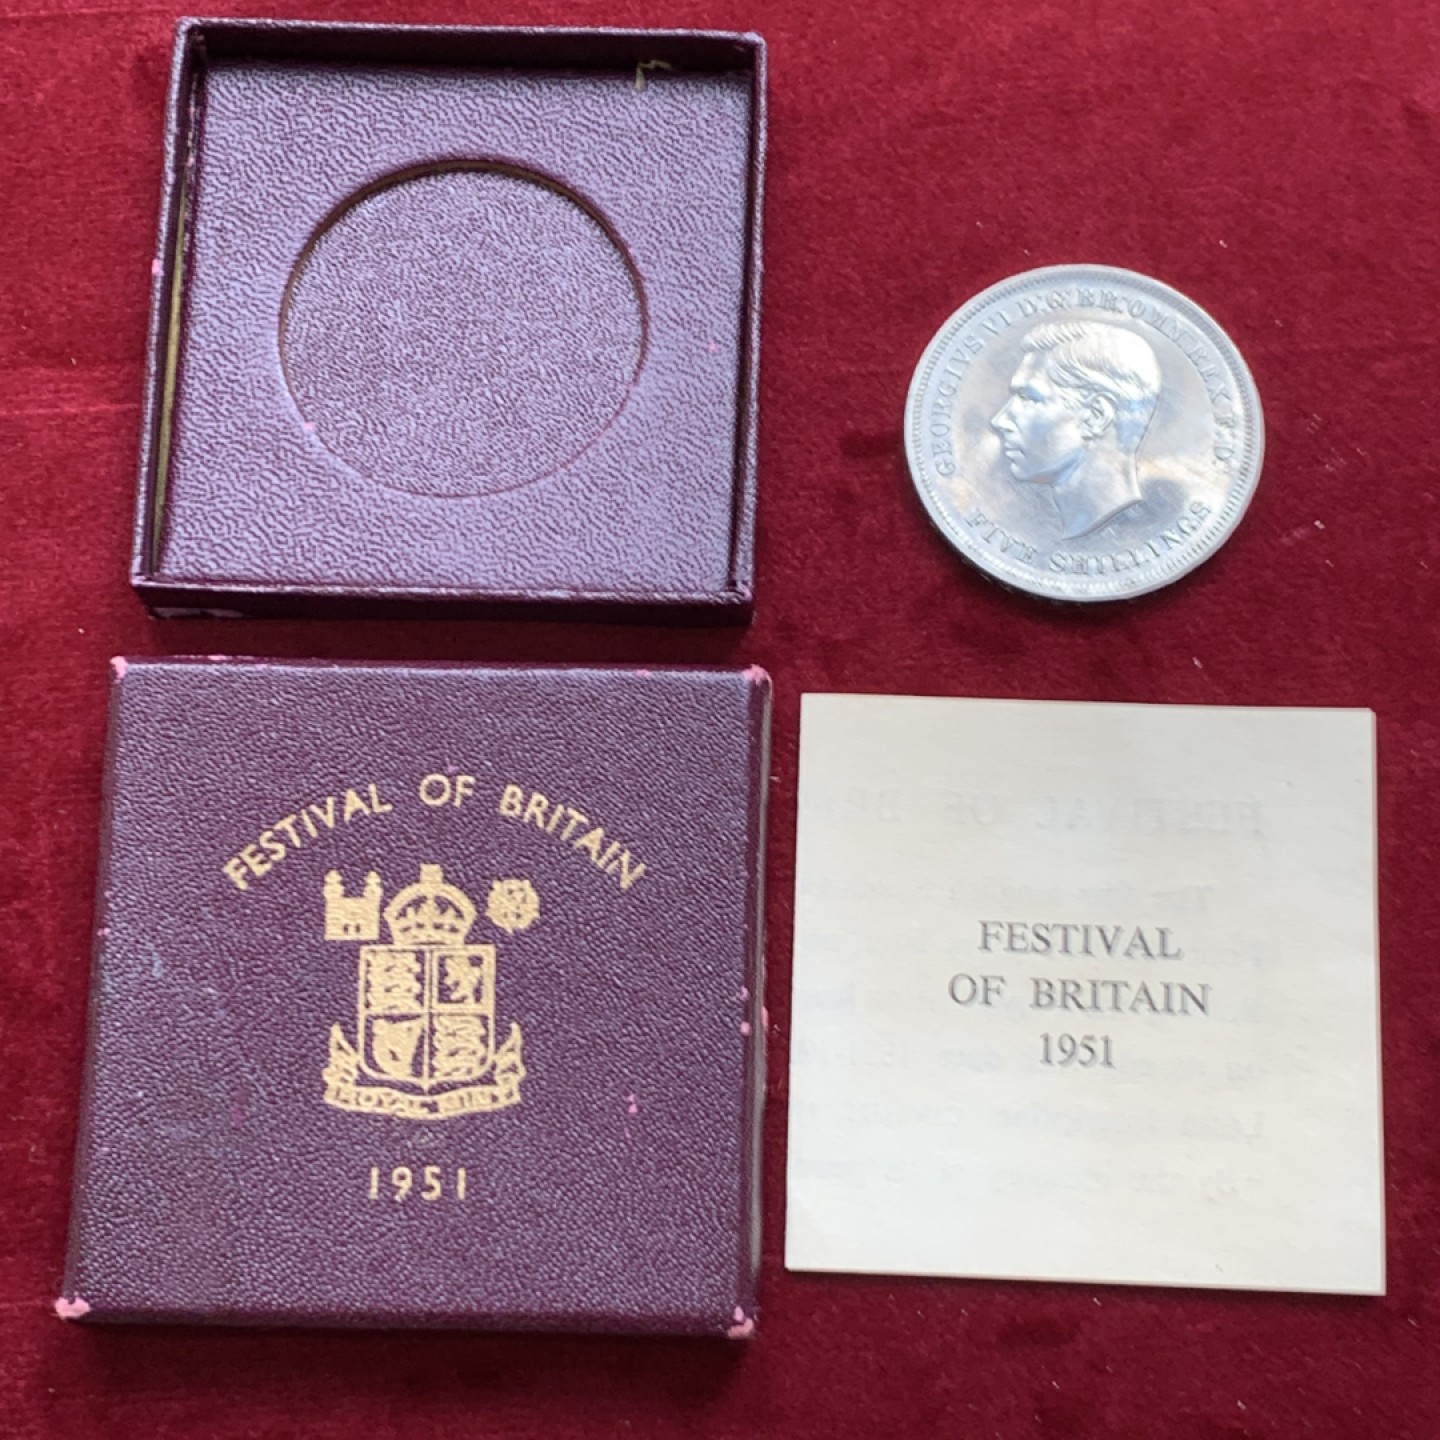 GEORGIVS VI D:G:BR:OMN:REX F:D:
FIVE SHILLINGS
FESTIVAL OF BRITAIN
ROYAL MINT
1951
FESTIVAL
OF BRITAIN
1951